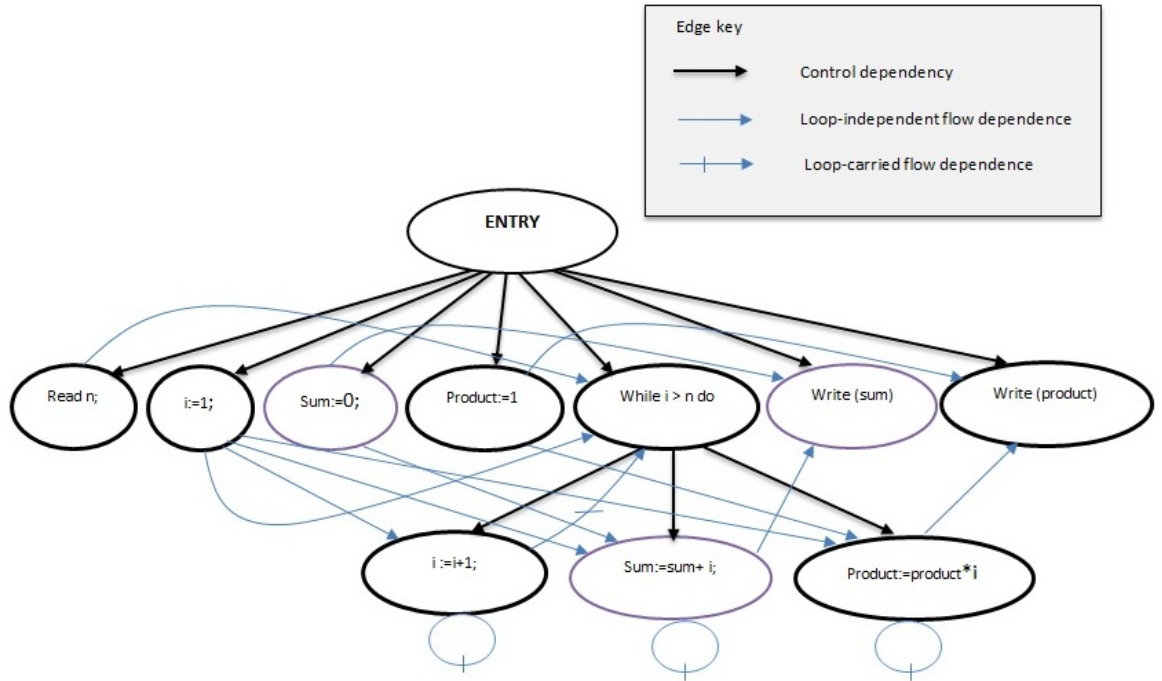 Edge key
Control dependency
Loop-independent flow dependence
Loop-carried flow dependence
ENTRY
Read n;
i:=1;
Sum:=0;
Product:=1
While i > n do
Write (sum)
Write (product)
i :=i+1;
Sum:=sum+ i;
Product:=product*i